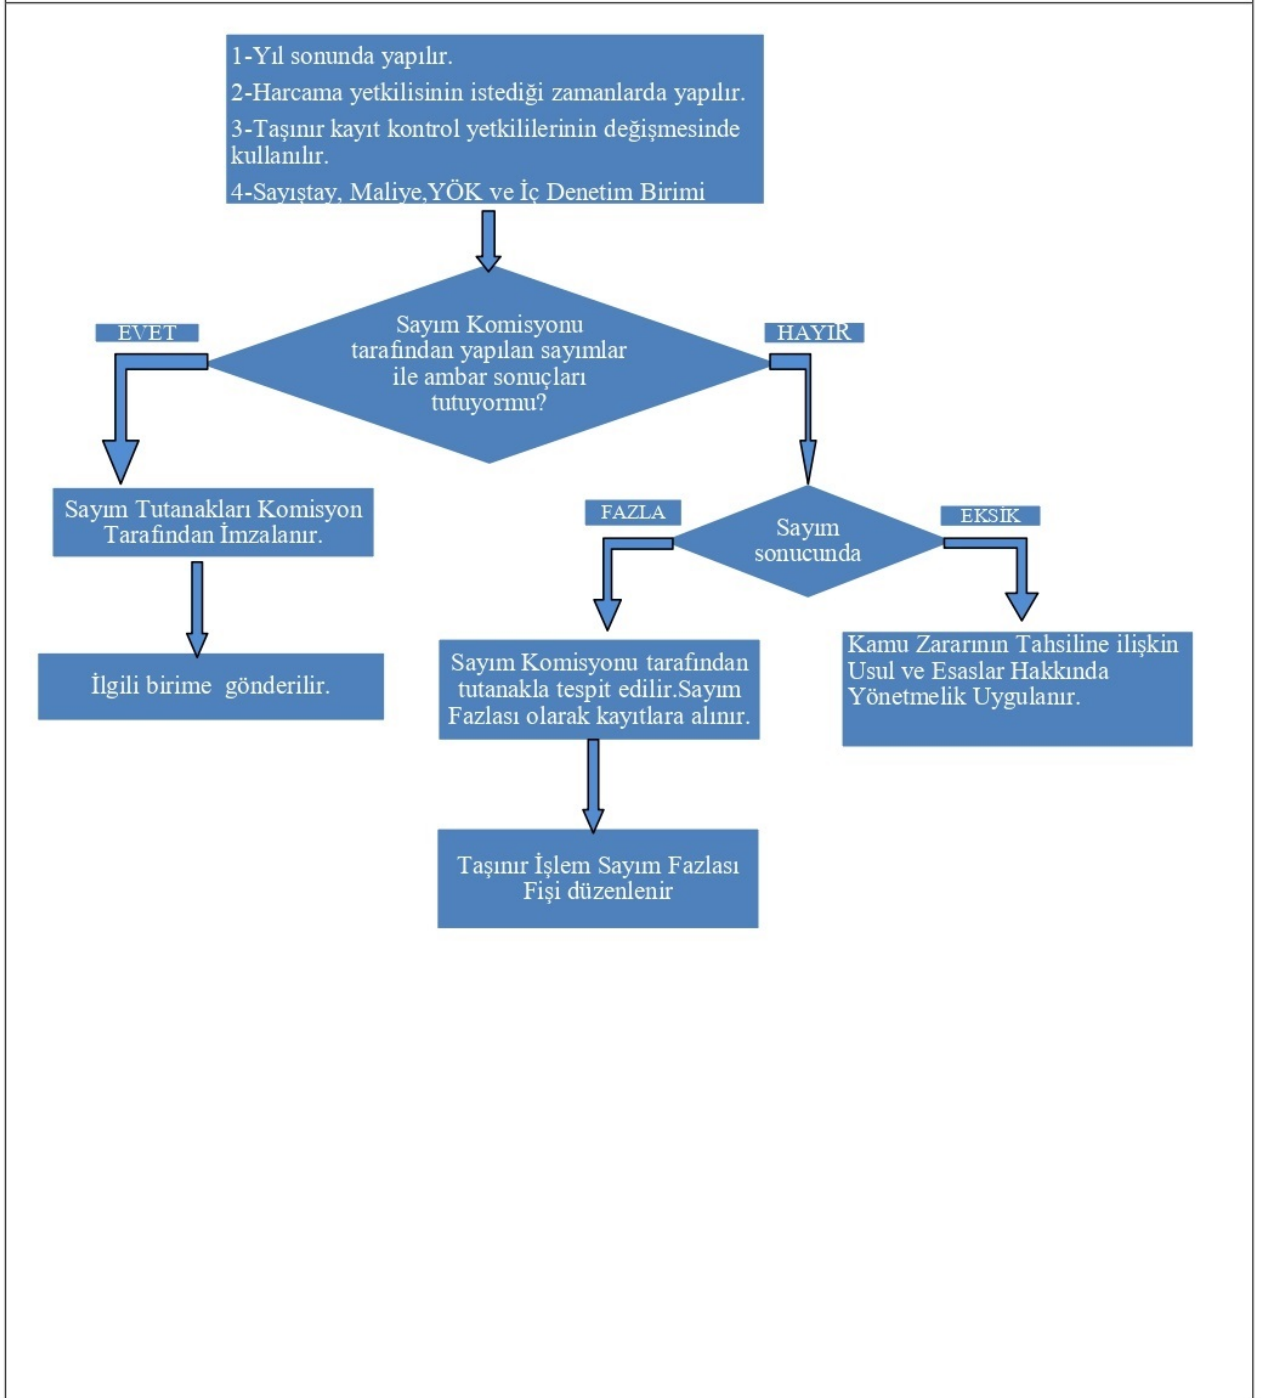 1-Yıl sonunda yapılır.
2-Harcama yetkilisinin istediği zamanlarda yapılır.
3-Taşınır kayıt kontrol yetkililerinin değişmesinde
kullanılır.
4-Sayıştay, Maliye,YÖK ve İç Denetim Birimi
EVET
Sayım Komisyonu
tarafından yapılan sayımlar
ile ambar sonuçları
tutuyormu?
HAYIR
Sayım Tutanakları Komisyon
Tarafından İmzalanır.
İlgili birime gönderilir.
FAZLA
Sayım
sonucunda
EKSİK
Sayım Komisyonu tarafından
tutanakla tespit edilir.Sayım
Fazlası olarak kayıtlara alınır.
Kamu Zararının Tahsiline ilişkin
Usul ve Esaslar Hakkında
Yönetmelik Uygulanır.
Taşınır İşlem Sayım Fazlası
Fişi düzenlenir